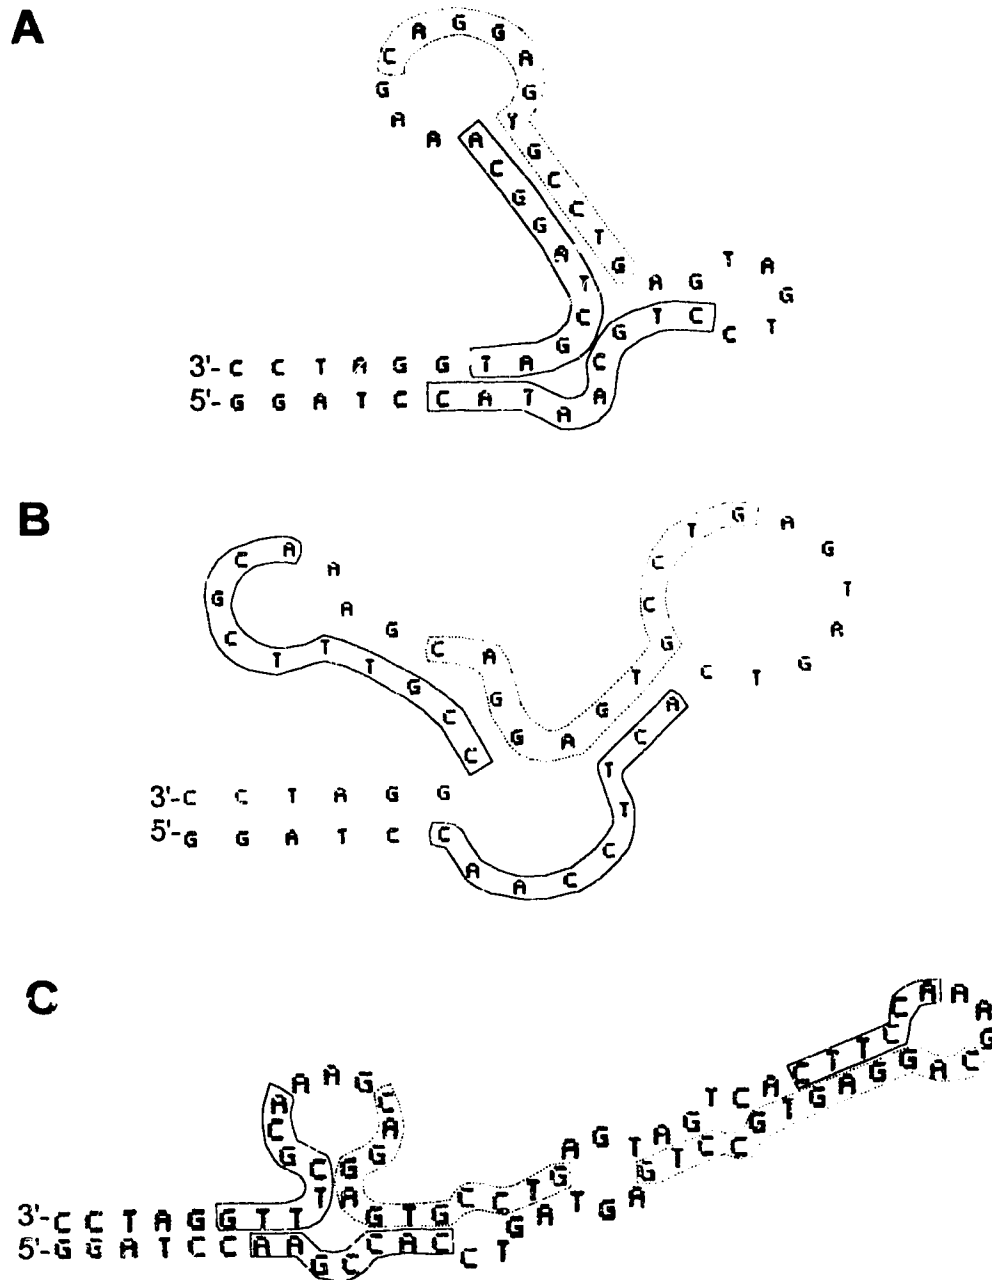 A
C A G G A G T G C C T G A G T A G T C
G A A A C G G A T C G
3'- C C T A G G T A
5'- G G A T C C A T A A C G T C
B
C C G T T T C G C A A A G C A G G A G T G C C T G A G T A G T C
3'- C C T A G G
5'- G G A T C C A A C C T T C A
C
3'- C C T A G G T T T C G C A A A G C A G G A G T G C C T G A G T A G T C A C T T C C A A A
5'- G G A T C C A A G C C A C C T G A T G A G T C C G T G A G G A C G